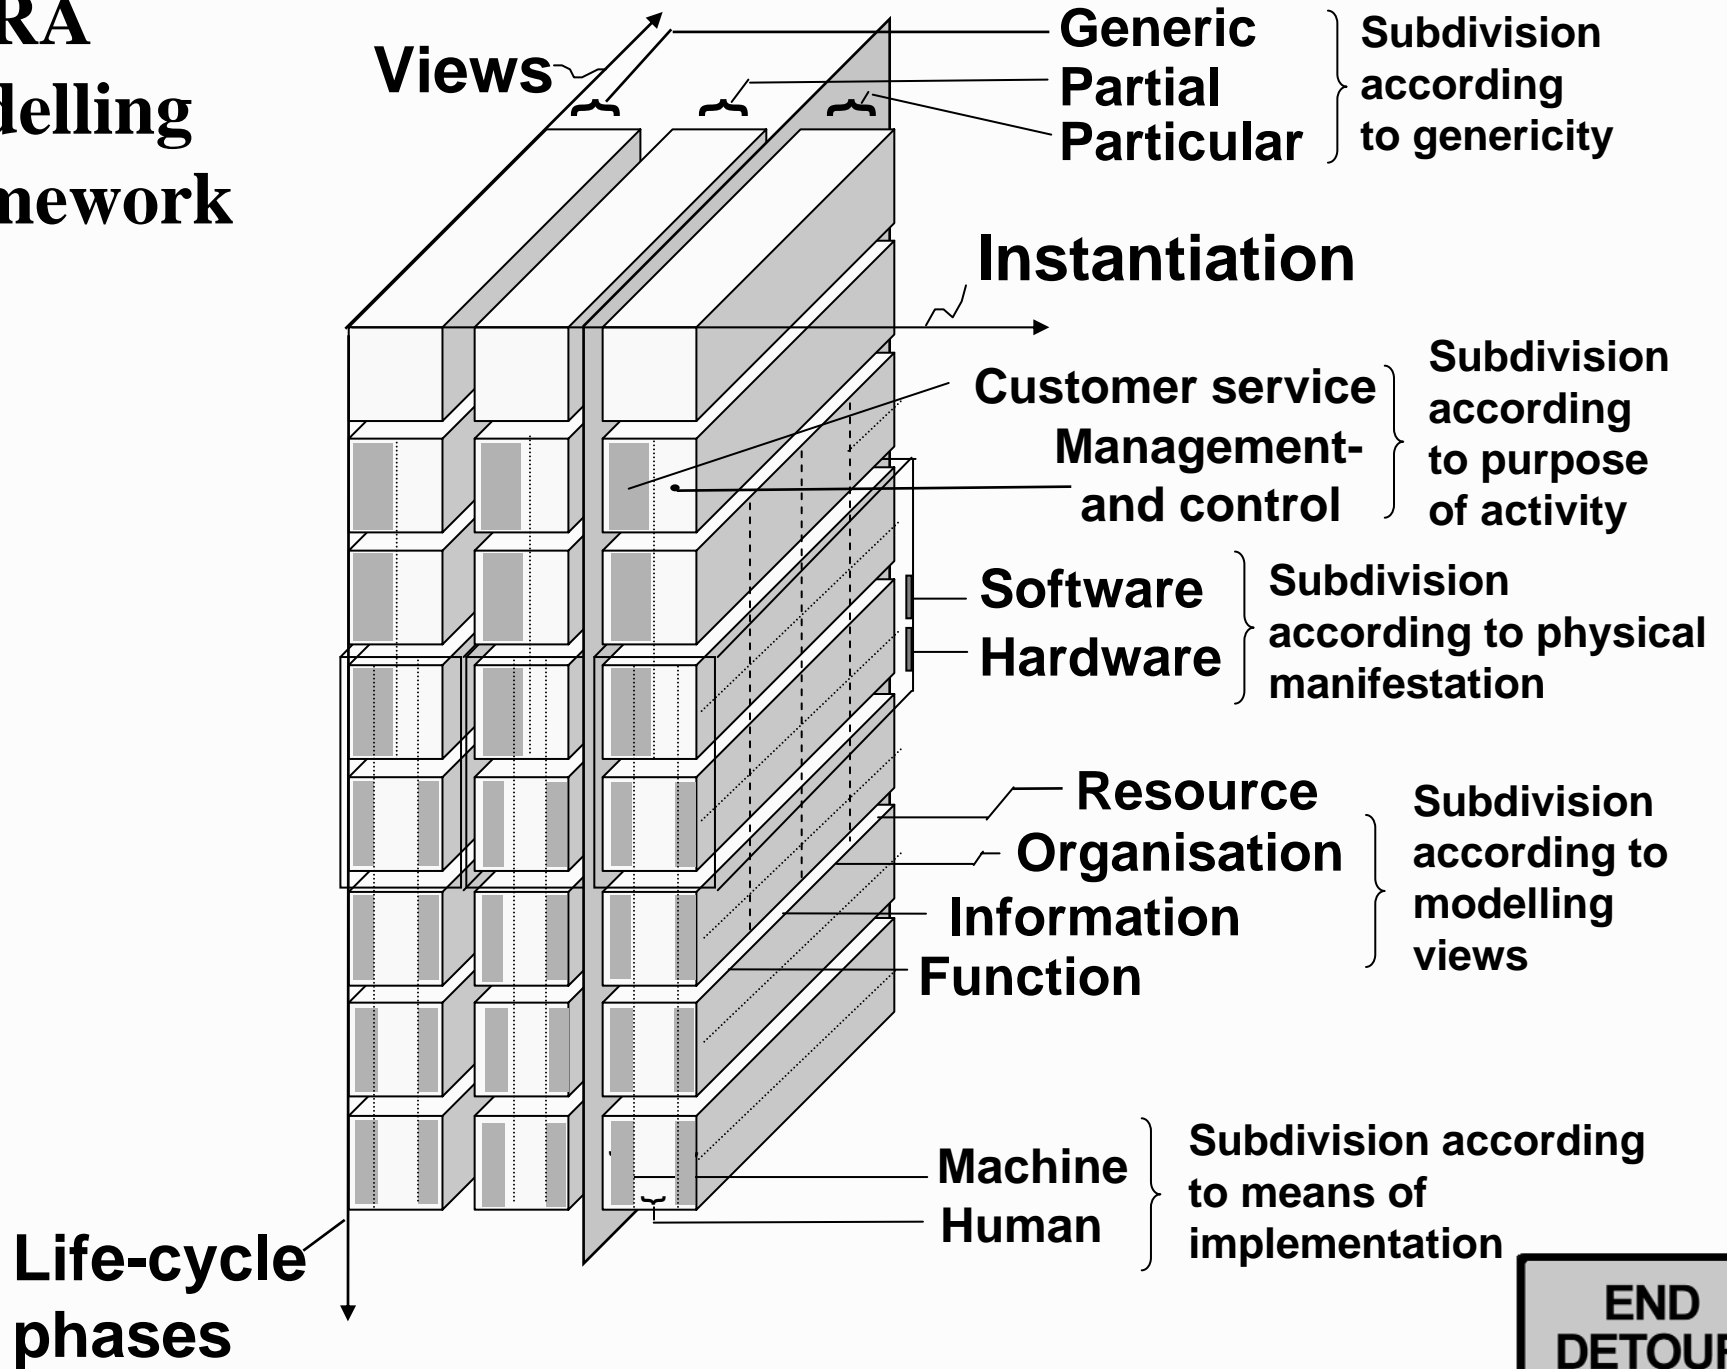 RA
delling
mework
Views
Generic
Partial
Particular
Subdivision
according
to genericity
Instantiation
Customer service
Management-
and control
Subdivision
according
to purpose
of activity
Software
Hardware
Subdivision
according to physical
manifestation
Resource
Organisation
Information
Function
Subdivision
according to
modelling
views
Machine
Human
Subdivision according
to means of
implementation
Life-cycle
phases
END
DETOUR